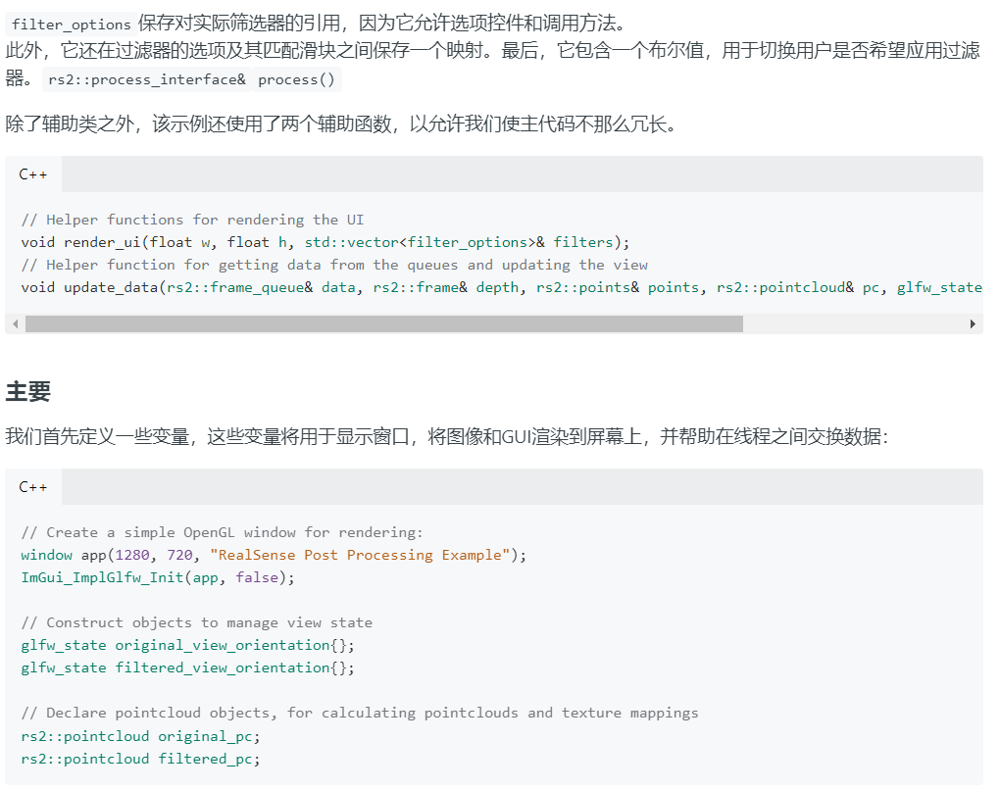 filter_options 保存对实际筛选器的引用，因为它允许选项控件和调用方法。
此外，它还在过滤器的选项及其匹配滑块之间保存一个映射。最后，它包含一个布尔值，用于切换用户是否希望应用过滤
器。 rs2::process_interface& process()
除了辅助类之外，该示例还使用了两个辅助函数，以允许我们使主代码不那么冗长。
C++
// Helper functions for rendering the UI
void render_ui(float w, float h, std::vector<filter_options>& filters);
// Helper function for getting data from the queues and updating the view
void update_data(rs2::frame_queue& data, rs2::frame& depth, rs2::points& points, rs2::pointcloud& pc, glfw_state
主要
我们首先定义一些变量，这些变量将用于显示窗口，将图像和GUI渲染到屏幕上，并帮助在线程之间交换数据：
C++
// Create a simple OpenGL window for rendering:
window app(1280, 720, "RealSense Post Processing Example");
ImGui_ImplGlfw_Init(app, false);
// Construct objects to manage view state
glfw_state original_view_orientation{};
glfw_state filtered_view_orientation{};
// Declare pointcloud objects, for calculating pointclouds and texture mappings
rs2::pointcloud original_pc;
rs2::pointcloud filtered_pc;